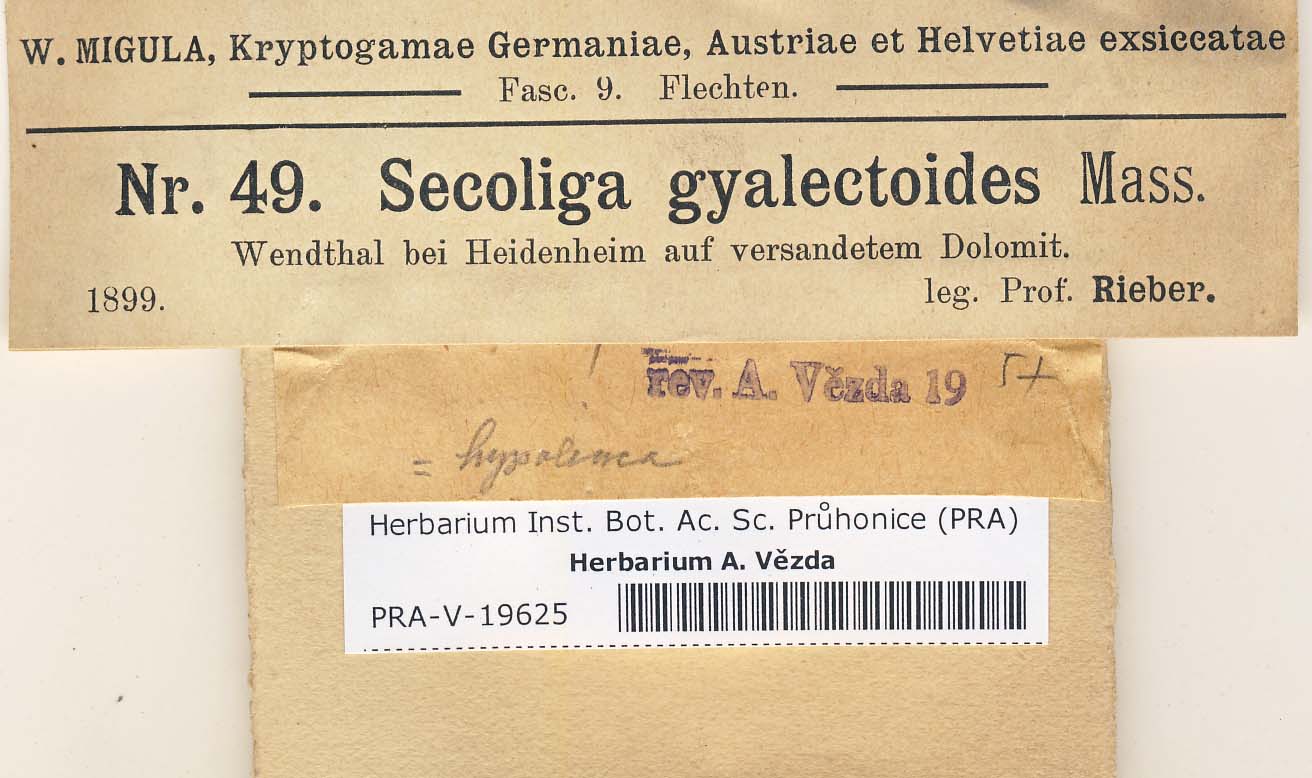 W. MIGULA, Kryptogamae Germaniae, Austriae et Helvetiae exsiccatae
Fasc. 9. Flechten.
Nr. 49. Secoliga gyalectoides Mass.
Wendthal bei Heidenheim auf versandetem Dolomit.
1899. leg. Prof. Rieber.
rev. A. Vězda 19 57
= hypoleuca
Herbarium Inst. Bot. Ac. Sc. Průhonice (PRA)
Herbarium A. Vězda
PRA-V-19625